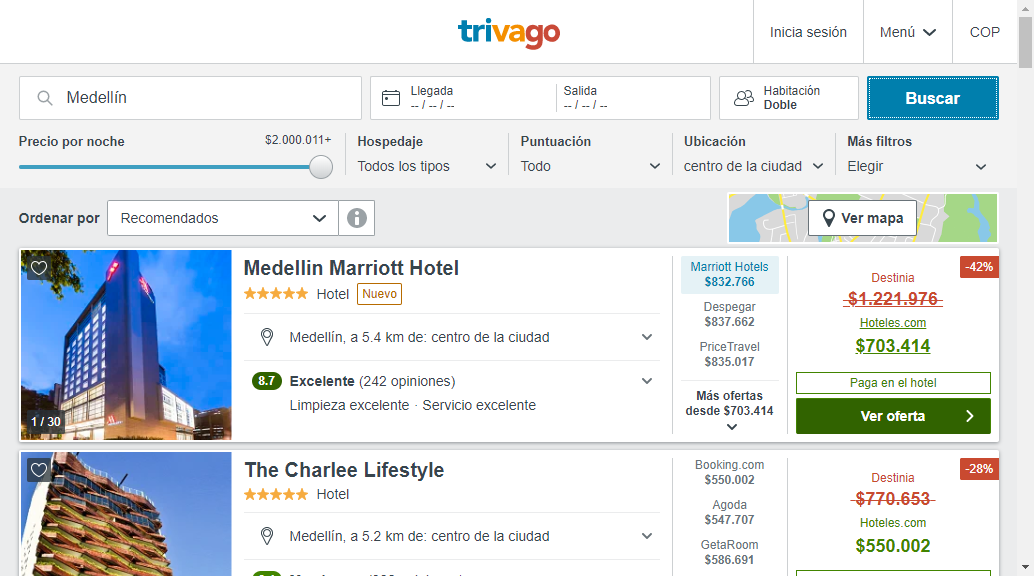 trivago
Inicia sesión
Menú
COP
Medellín
Llegada
-- / -- / --
Salida
-- / -- / --
Habitación
Doble
Buscar
Precio por noche
$2.000.011+
Hospedaje
Todos los tipos
Puntuación
Todo
Ubicación
centro de la ciudad
Más filtros
Elegir
Ordenar por
Recomendados
Ver mapa
1 / 30
Medellin Marriott Hotel
Hotel
Nuevo
Medellín, a 5.4 km de: centro de la ciudad
8.7 Excelente (242 opiniones)
Limpieza excelente · Servicio excelente
Marriott Hotels
$832.766
Despegar
$837.662
PriceTravel
$835.017
Más ofertas
desde $703.414
-42%
Destinia
$1.221.976
Hoteles.com
$703.414
Paga en el hotel
Ver oferta
The Charlee Lifestyle
Hotel
Medellín, a 5.2 km de: centro de la ciudad
Booking.com
$550.002
Agoda
$547.707
GetaRoom
$586.691
-28%
Destinia
$770.653
Hoteles.com
$550.002